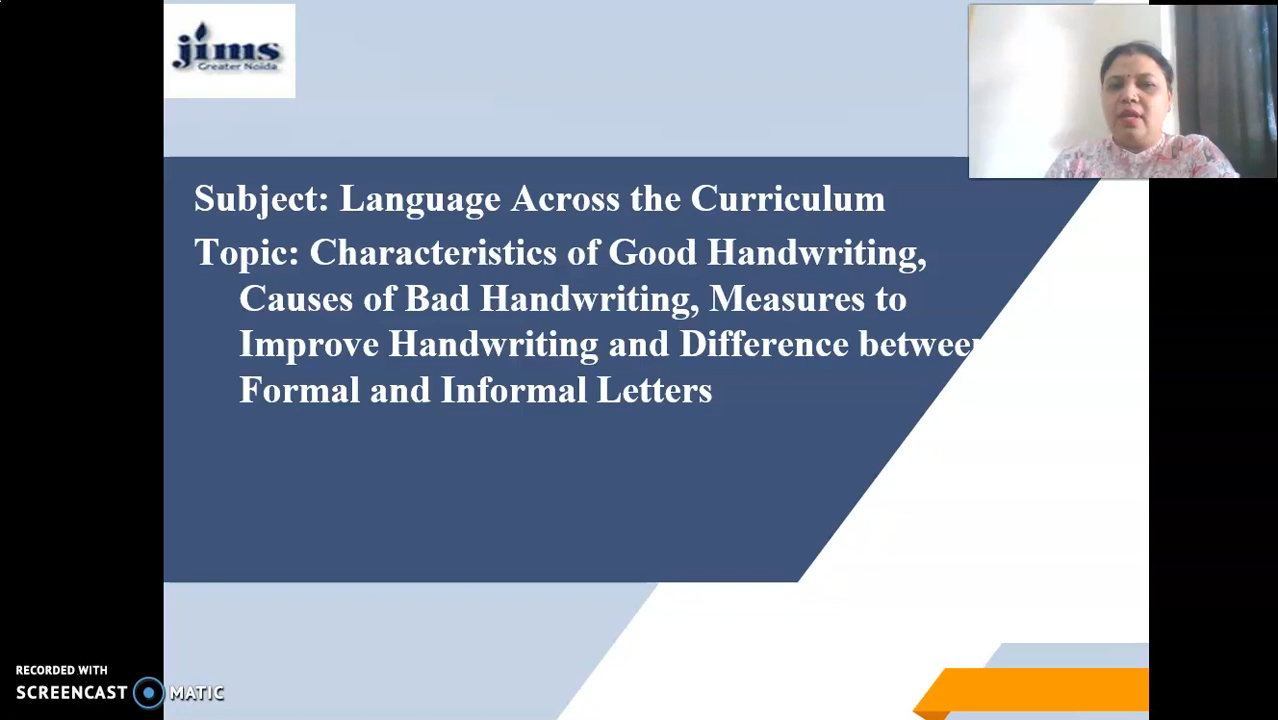 jims
Greater Noida
Subject: Language Across the Curriculum
Topic: Characteristics of Good Handwriting,
Causes of Bad Handwriting, Measures to
Improve Handwriting and Difference between
Formal and Informal Letters
RECORDED WITH
SCREENCAST MATIC